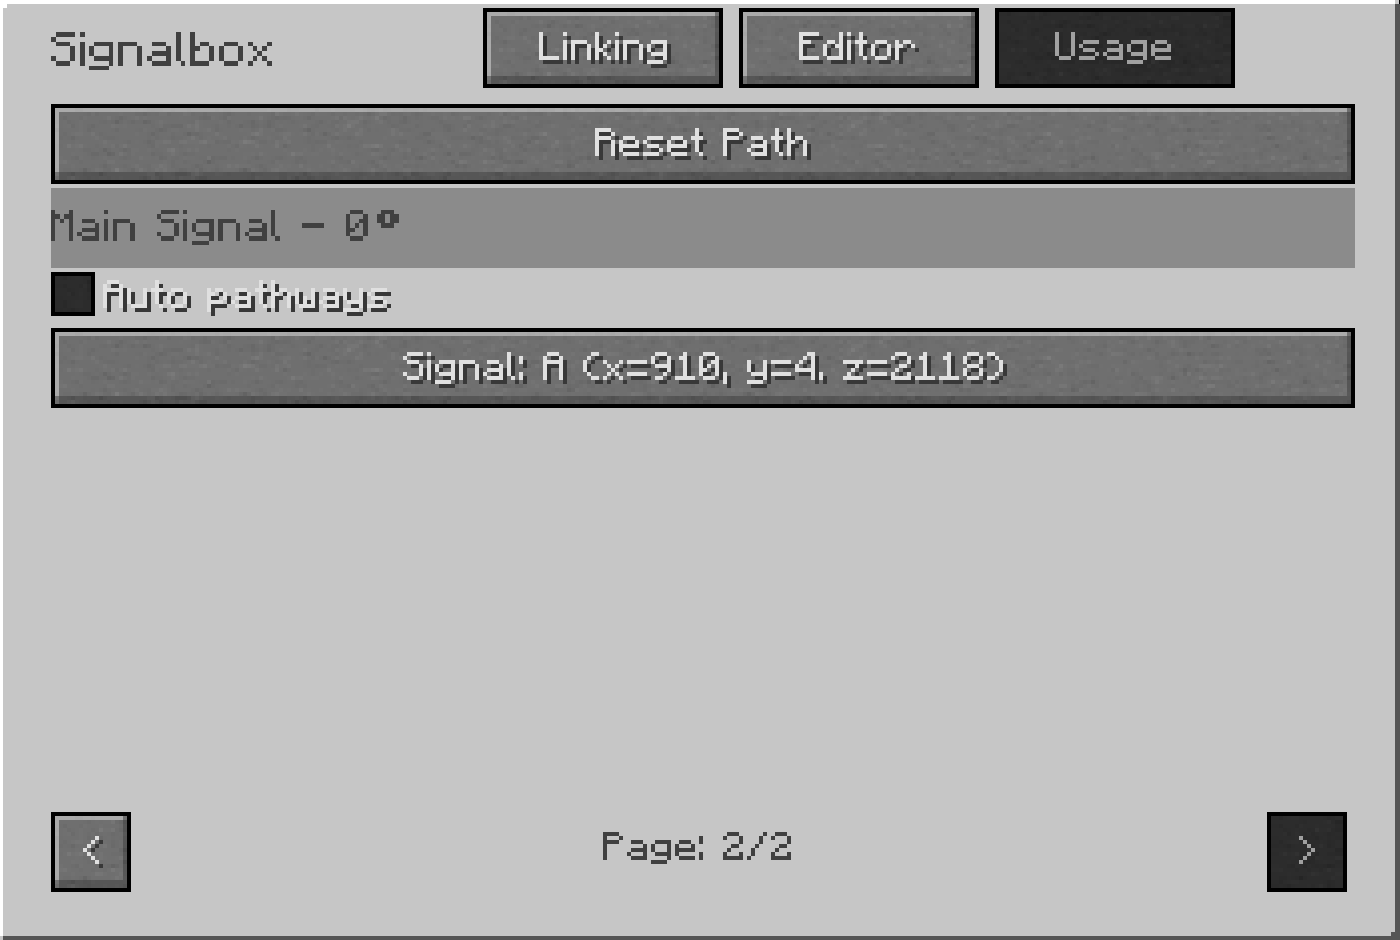 Signalbox
Linking
Editor
Usage
Reset Path
Main Signal - 0°
Auto pathways
Signal: A (x=910, y=4. z=2118)
<
Page: 2/2
>